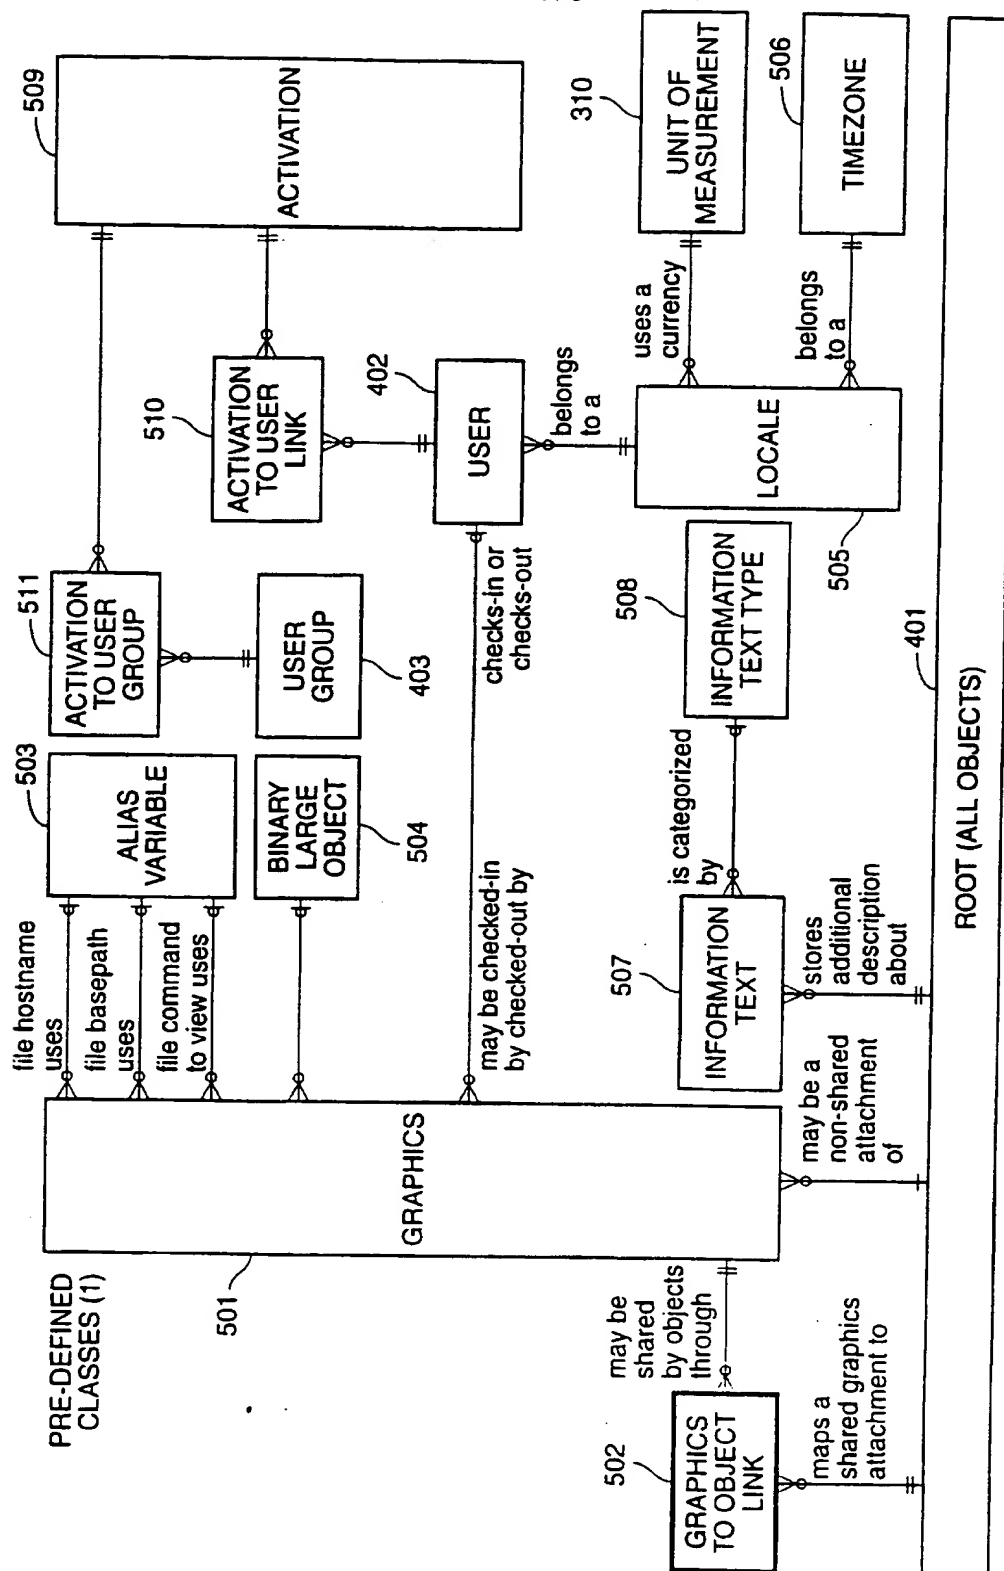 PRE-DEFINED
CLASSES (1)
501
GRAPHICS
file hostname
uses
file basepath
uses
file command
to view uses
503
ALIAS
VARIABLE
BINARY
LARGE
OBJECT
504
511
ACTIVATION
TO USER
GROUP
USER
GROUP
403
509
ACTIVATION
510
ACTIVATION
TO USER
LINK
402
USER
may be checked-in
by checked-out by
checks-in or
checks-out
belongs
to a
310
UNIT OF
MEASUREMENT
506
TIMEZONE
uses a
currency
belongs
to a
LOCALE
505
508
INFORMATION
TEXT TYPE
is categorized
by
507
INFORMATION
TEXT
stores
additional
description
about
may be a
non-shared
attachment
of
may be
shared
by objects
through
502
GRAPHICS
TO OBJECT
LINK
maps a
shared graphics
attachment to
401
ROOT (ALL OBJECTS)